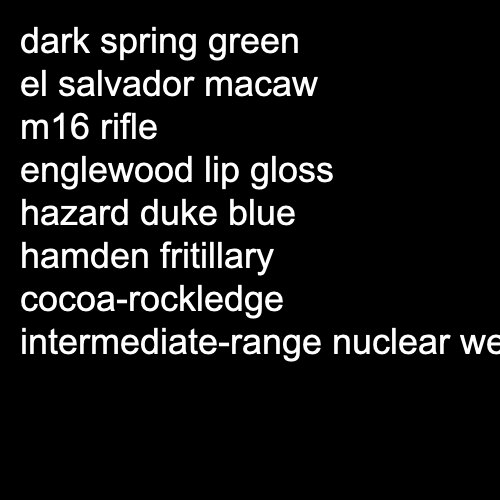 dark spring green
el salvador macaw
m16 rifle
englewood lip gloss
hazard duke blue
hamden fritillary
cocoa-rockledge
intermediate-range nuclear we